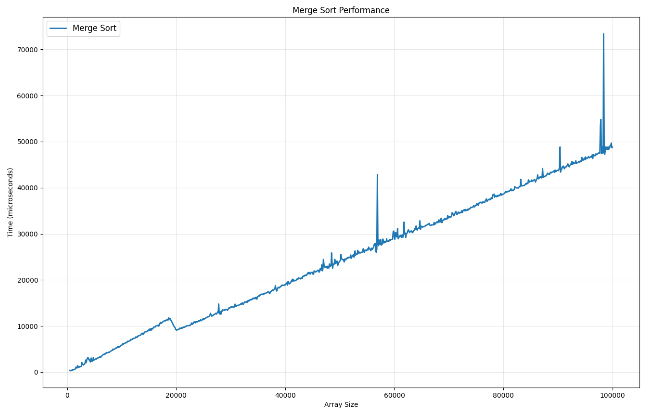 Merge Sort Performance
Merge Sort
70000
60000
50000
40000
30000
20000
10000
0
Time (microseconds)
0 20000 40000 60000 80000 100000
Array Size